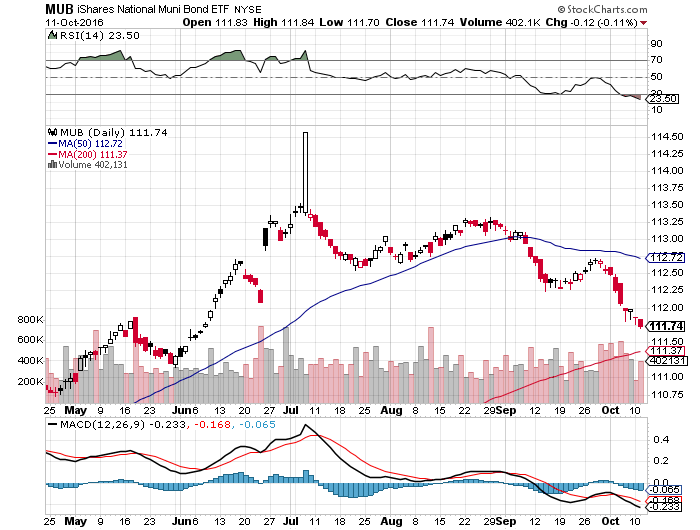 MUB iShares National Muni Bond ETF NYSE © StockCharts.com
11-Oct-2016 Open 111.83 High 111.84 Low 111.70 Close 111.74 Volume 402.1K Chg -0.12 (-0.11%)
RSI(14) 23.50
90
70
50
30
23.50
10
MUB (Daily) 111.74
MA(50) 112.72
MA(200) 111.37
Volume 402,131
114.50
114.25
114.00
113.75
113.50
113.25
113.00
112.75
112.72
112.50
112.25
112.00
111.74
111.37
402131
111.00
110.75
800K
600K
400K
200K
25 May 9 16 23 Jun 6 13 20 27 Jul 11 18 25 Aug 8 15 22 29 Sep 12 19 26 Oct 10
MACD(12,26,9) -0.233, -0.168, -0.065
0.4
0.2
0.0
-0.065
-0.168
-0.233
25 May 9 16 23 Jun 6 13 20 27 Jul 11 18 25 Aug 8 15 22 29 Sep 12 19 26 Oct 10